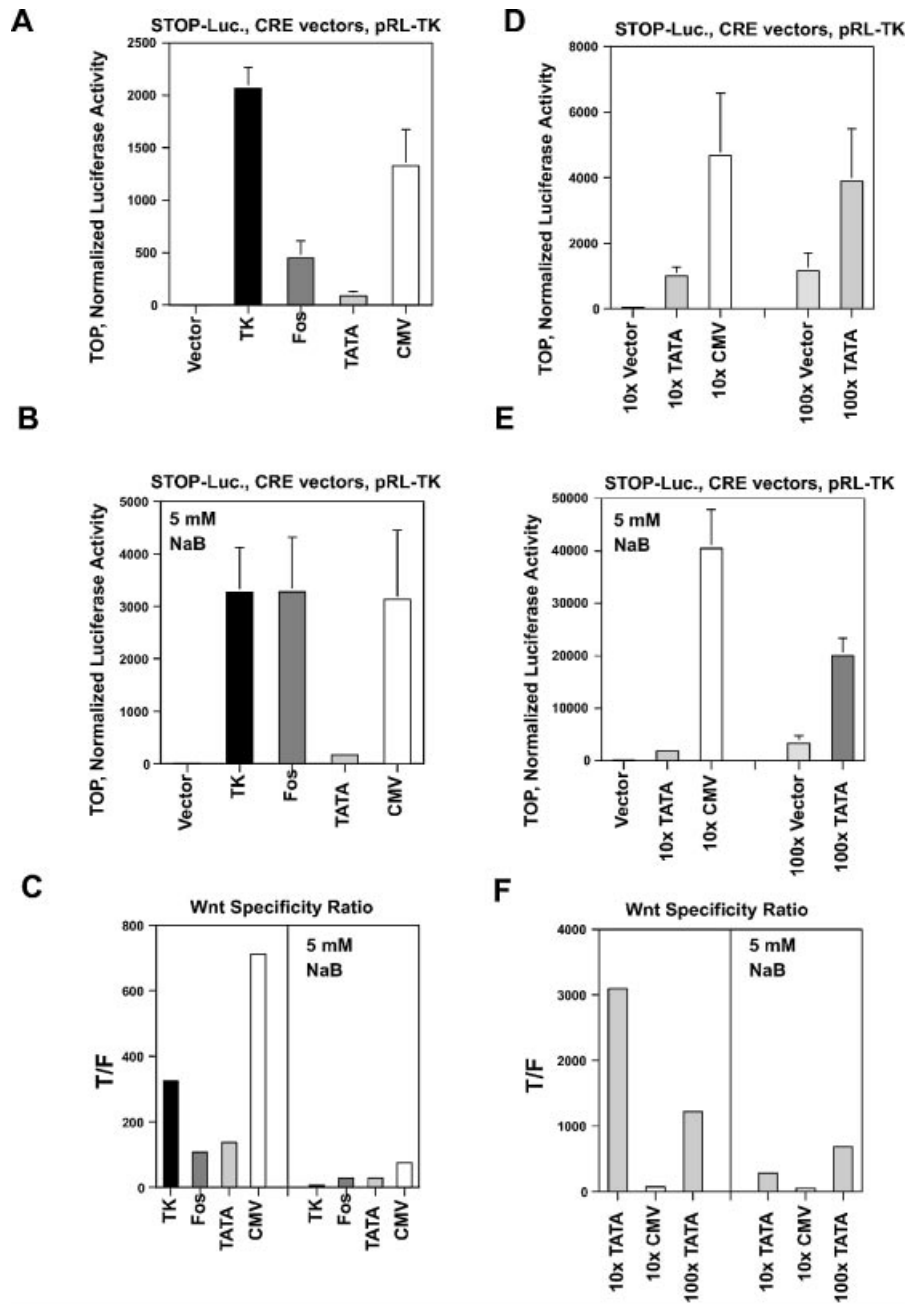 A
STOP-Luc., CRE vectors, pRL-TK
TOP, Normalized Luciferase Activity
2500
2000
1500
1000
500
0
Vector
TK
Fos
TATA
CMV
D
STOP-Luc., CRE vectors, pRL-TK
TOP, Normalized Luciferase Activity
8000
6000
4000
2000
0
10x Vector
10x TATA
10x CMV
100x Vector
100x TATA
B
STOP-Luc., CRE vectors, pRL-TK
5 mM
NaB
TOP, Normalized Luciferase Activity
5000
4000
3000
2000
1000
0
Vector
TK
Fos
TATA
CMV
E
STOP-Luc., CRE vectors, pRL-TK
5 mM
NaB
TOP, Normalized Luciferase Activity
50000
40000
30000
20000
10000
0
Vector
10x TATA
10x CMV
100x Vector
100x TATA
C
Wnt Specificity Ratio
5 mM
NaB
T/F
800
600
400
200
0
TK
Fos
TATA
CMV
TK
Fos
TATA
CMV
F
Wnt Specificity Ratio
5 mM
NaB
T/F
4000
3000
2000
1000
0
10x TATA
10x CMV
100x TATA
10x TATA
10x CMV
100x TATA